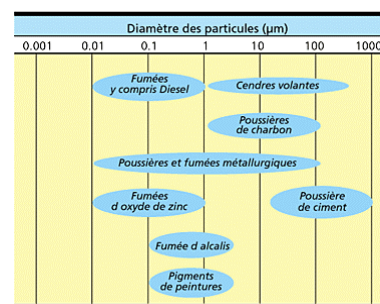 Diamètre des particules (µm)
0.001 0.01 0.1 1 10 100 1000
Fumées
y compris Diesel
Cendres volantes
Poussières
de charbon
Poussières et fumées métallurgiques
Fumées
d oxyde de zinc
Poussière
de ciment
Fumée d alcalis
Pigments
de peintures